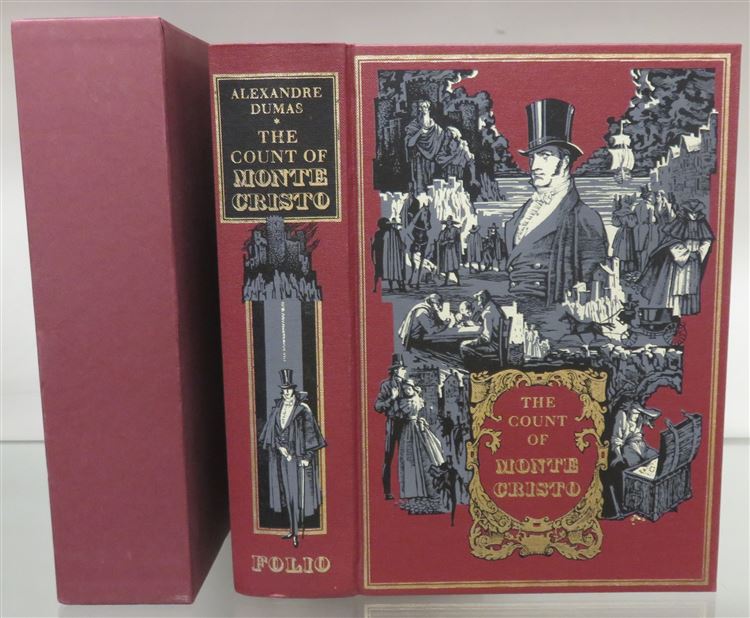 ALEXANDRE
DUMAS
*
THE
COUNT OF
MONTE
CRISTO
FOLIO
THE
COUNT
OF
MONTE
CRISTO